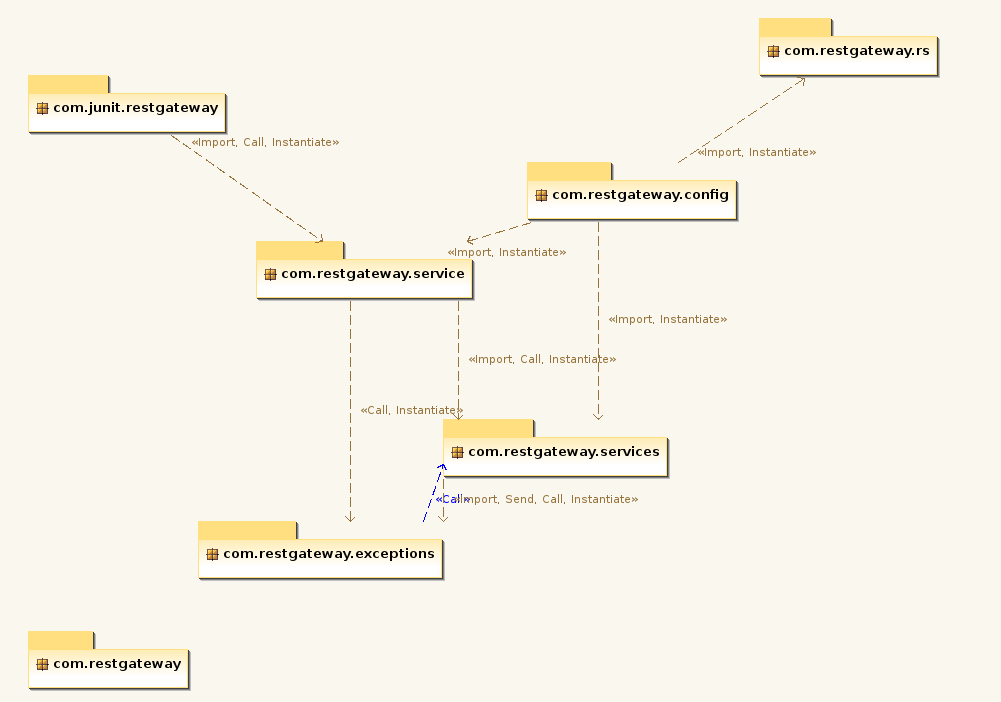 com.restgateway.rs
com.junit.restgateway
«Import, Call, Instantiate»
«Import, Instantiate»
com.restgateway.config
«Import, Instantiate»
com.restgateway.service
«Import, Instantiate»
«Import, Call, Instantiate»
«Call, Instantiate»
com.restgateway.services
«Call»
«Import, Send, Call, Instantiate»
com.restgateway.exceptions
com.restgateway